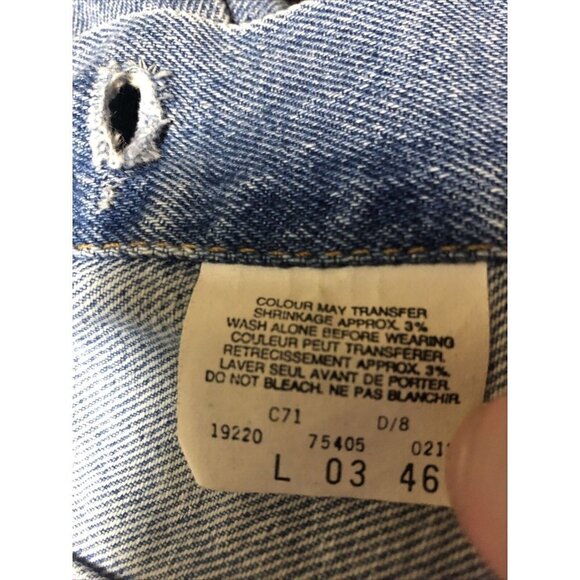 COLOUR MAY TRANSFER
SHRINKAGE APPROX. 3%
WASH ALONE BEFORE WEARING
COULEUR PEUT TRANSFERER.
RETRECISSEMENT APPROX. 3%.
LAVER SEUL AVANT DE PORTER.
DO NOT BLEACH. NE PAS BLANCHIR.
C71 D/8
19220 75405
L 03 46